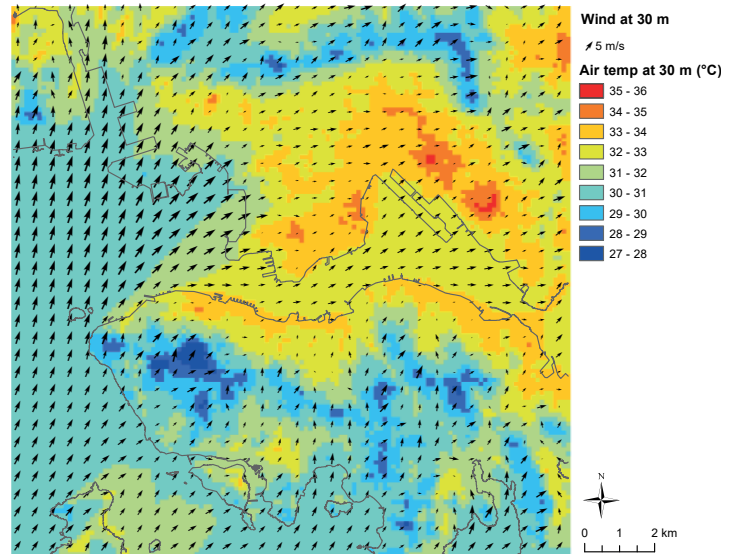 Wind at 30 m
5 m/s
Air temp at 30 m (°C)
35 - 36
34 - 35
33 - 34
32 - 33
31 - 32
30 - 31
29 - 30
28 - 29
27 - 28
N
0 1 2 km